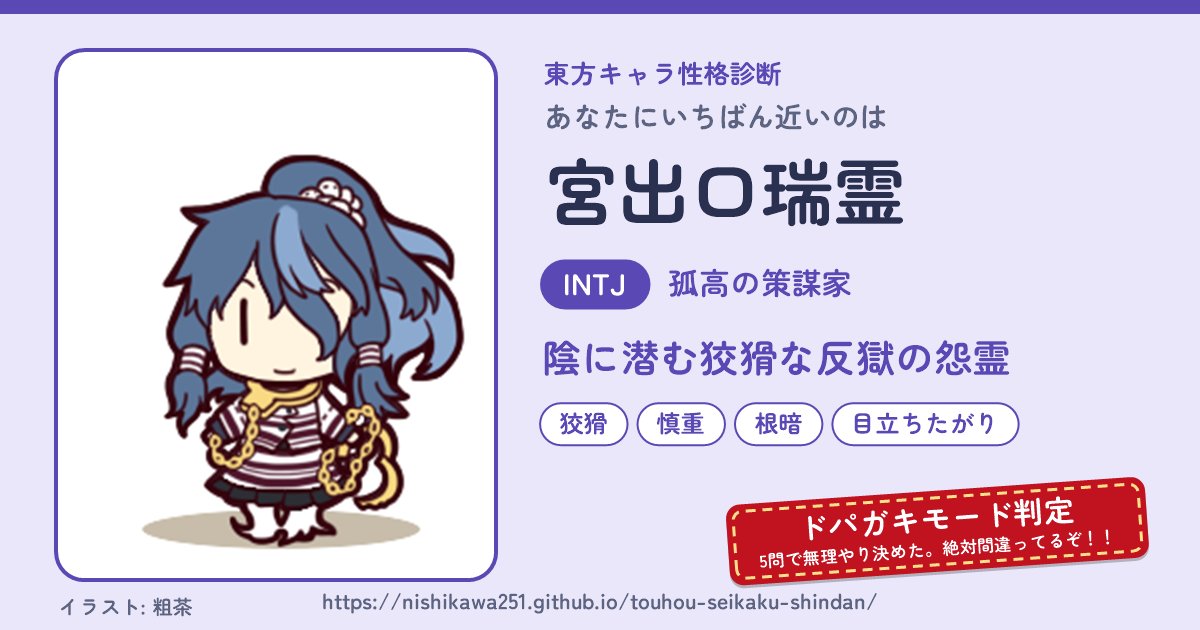 東方キャラ性格診断
あなたにいちばん近いのは
宮出口瑞霊
INTJ 孤高の策謀家
陰に潜む狡猾な反獄の怨霊
狡猾 慎重 根暗 目立ちたがり
ドパガキモード判定
5問で無理やり決めた。絶対間違ってるぞ！！
イラスト: 粗茶
https://nishikawa251.github.io/touhou-seikaku-shindan/